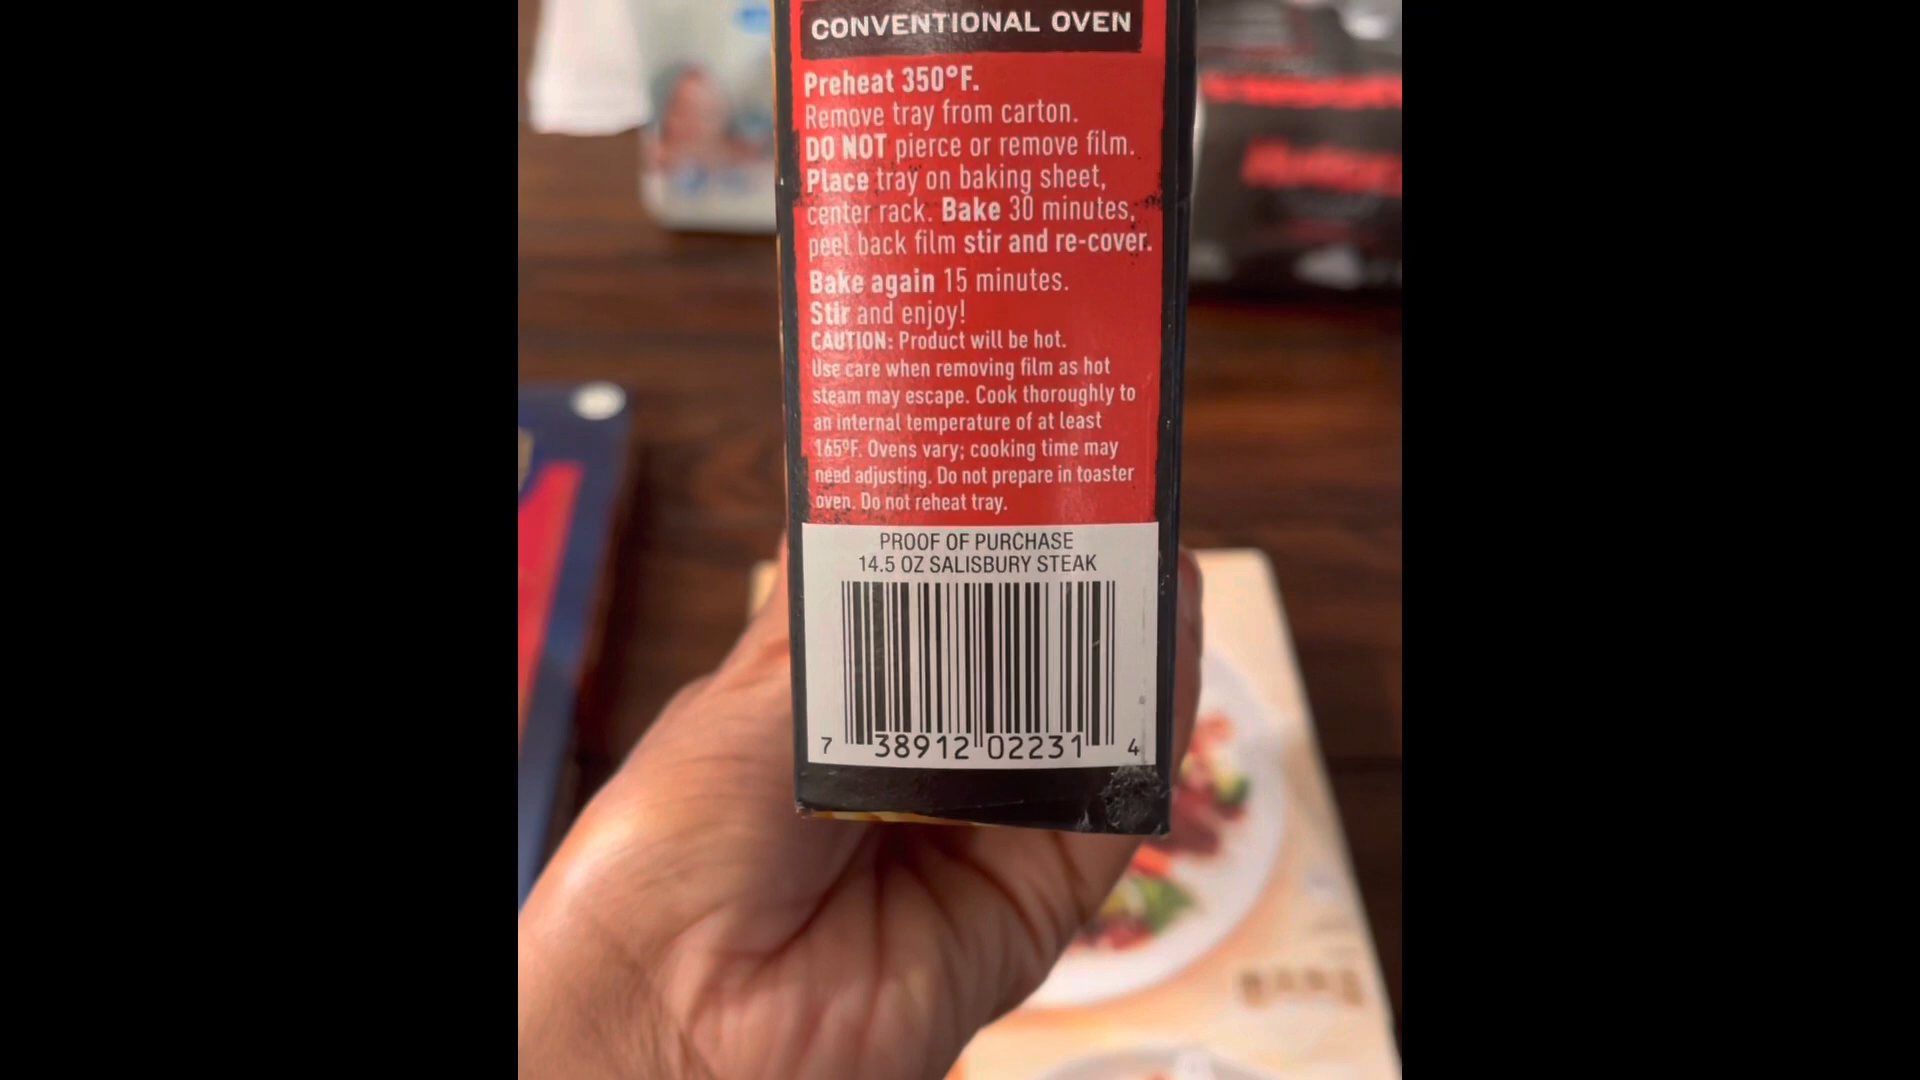 CONVENTIONAL OVEN
Preheat 350°F.
Remove tray from carton.
DO NOT pierce or remove film.
Place tray on baking sheet,
center rack. Bake 30 minutes,
peel back film stir and re-cover.
Bake again 15 minutes.
Stir and enjoy!
CAUTION: Product will be hot.
Use care when removing film as hot
steam may escape. Cook thoroughly to
an internal temperature of at least
165°F. Ovens vary; cooking time may
need adjusting. Do not prepare in toaster
oven. Do not reheat tray.
PROOF OF PURCHASE
14.5 OZ SALISBURY STEAK
7 38912 02231 4